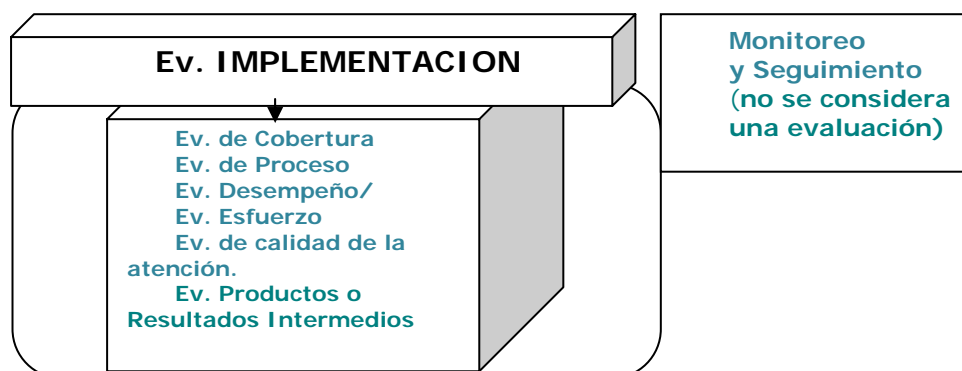 Ev. IMPLEMENTACION
Ev. de Cobertura
Ev. de Proceso
Ev. Desempeño/
Ev. Esfuerzo
Ev. de calidad de la
atención.
Ev. Productos o
Resultados Intermedios
Monitoreo
y Seguimiento
(no se considera
una evaluación)